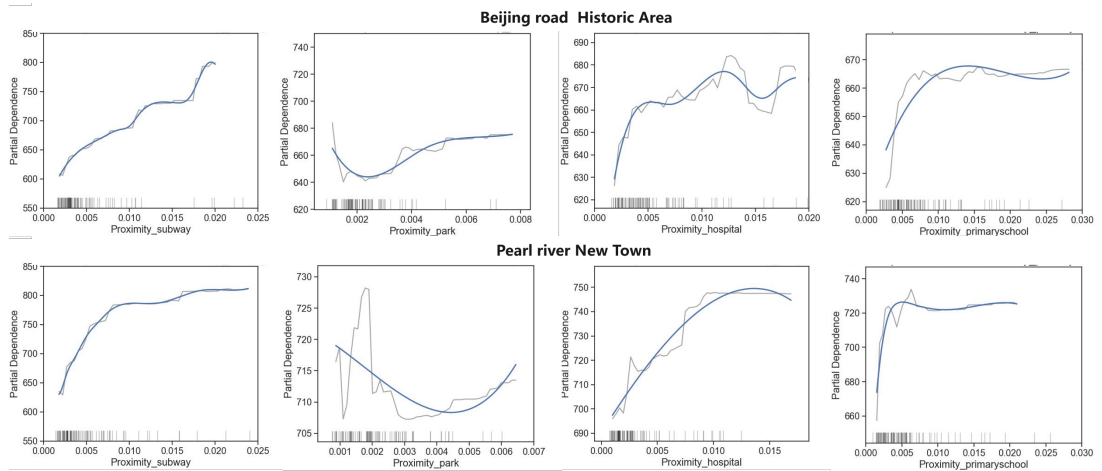 Beijing road Historic Area
850
800
750
700
650
600
550
0.000 0.005 0.010 0.015 0.020 0.025
Partial Dependence
Proximity_subway
740
720
700
680
660
640
620
0.002 0.004 0.006 0.008
Partial Dependence
Proximity_park
690
680
670
660
650
640
630
620
0.000 0.005 0.010 0.015 0.020
Partial Dependence
Proximity_hospital
670
660
650
640
630
620
0.000 0.005 0.010 0.015 0.020 0.025 0.030
Partial Dependence
Proximity_primaryschool
Pearl river New Town
850
800
750
700
650
600
550
0.000 0.005 0.010 0.015 0.020 0.025
Partial Dependence
Proximity_subway
730
725
720
715
710
705
0.001 0.002 0.003 0.004 0.005 0.006 0.007
Partial Dependence
Proximity_park
750
740
730
720
710
700
690
0.000 0.005 0.010 0.015
Partial Dependence
Proximity_hospital
740
720
700
680
660
0.000 0.005 0.010 0.015 0.020 0.025 0.030
Partial Dependence
Proximity_primaryschool